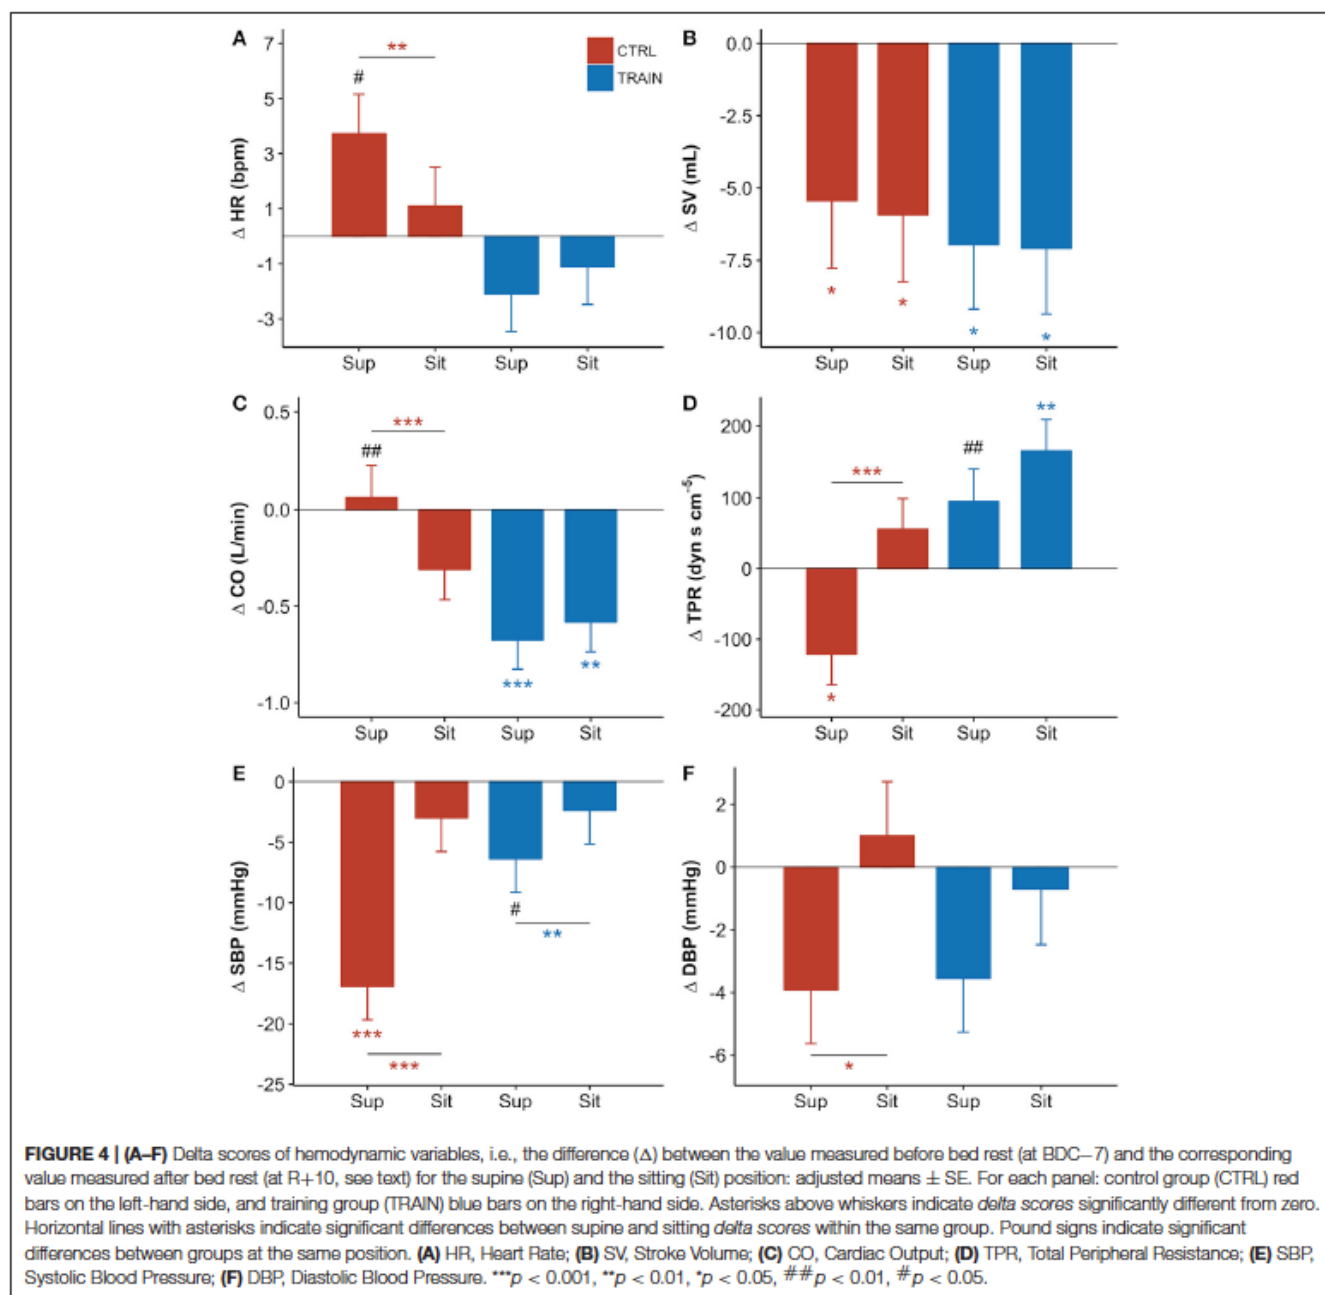 A
7
5
3
1
-1
-3
Δ HR (bpm)
**
#
CTRL
TRAIN
Sup Sit Sup Sit
B
0.0
-2.5
-5.0
-7.5
-10.0
Δ SV (mL)
* * * *
Sup Sit Sup Sit
C
0.5
0.0
-0.5
-1.0
Δ CO (L/min)
***
##
*** **
Sup Sit Sup Sit
D
200
100
0
-100
-200
Δ TPR (dyn s cm⁻⁵)
**
##
***
*
Sup Sit Sup Sit
E
0
-5
-10
-15
-20
-25
Δ SBP (mmHg)
#
**
***
***
Sup Sit Sup Sit
F
2
0
-2
-4
-6
Δ DBP (mmHg)
*
Sup Sit Sup Sit
FIGURE 4 | (A–F) Delta scores of hemodynamic variables, i.e., the difference (Δ) between the value measured before bed rest (at BDC−7) and the corresponding
value measured after bed rest (at R+10, see text) for the supine (Sup) and the sitting (Sit) position: adjusted means ± SE. For each panel: control group (CTRL) red
bars on the left-hand side, and training group (TRAIN) blue bars on the right-hand side. Asterisks above whiskers indicate delta scores significantly different from zero.
Horizontal lines with asterisks indicate significant differences between supine and sitting delta scores within the same group. Pound signs indicate significant
differences between groups at the same position. (A) HR, Heart Rate; (B) SV, Stroke Volume; (C) CO, Cardiac Output; (D) TPR, Total Peripheral Resistance; (E) SBP,
Systolic Blood Pressure; (F) DBP, Diastolic Blood Pressure. ***p < 0.001, **p < 0.01, *p < 0.05, ##p < 0.01, #p < 0.05.